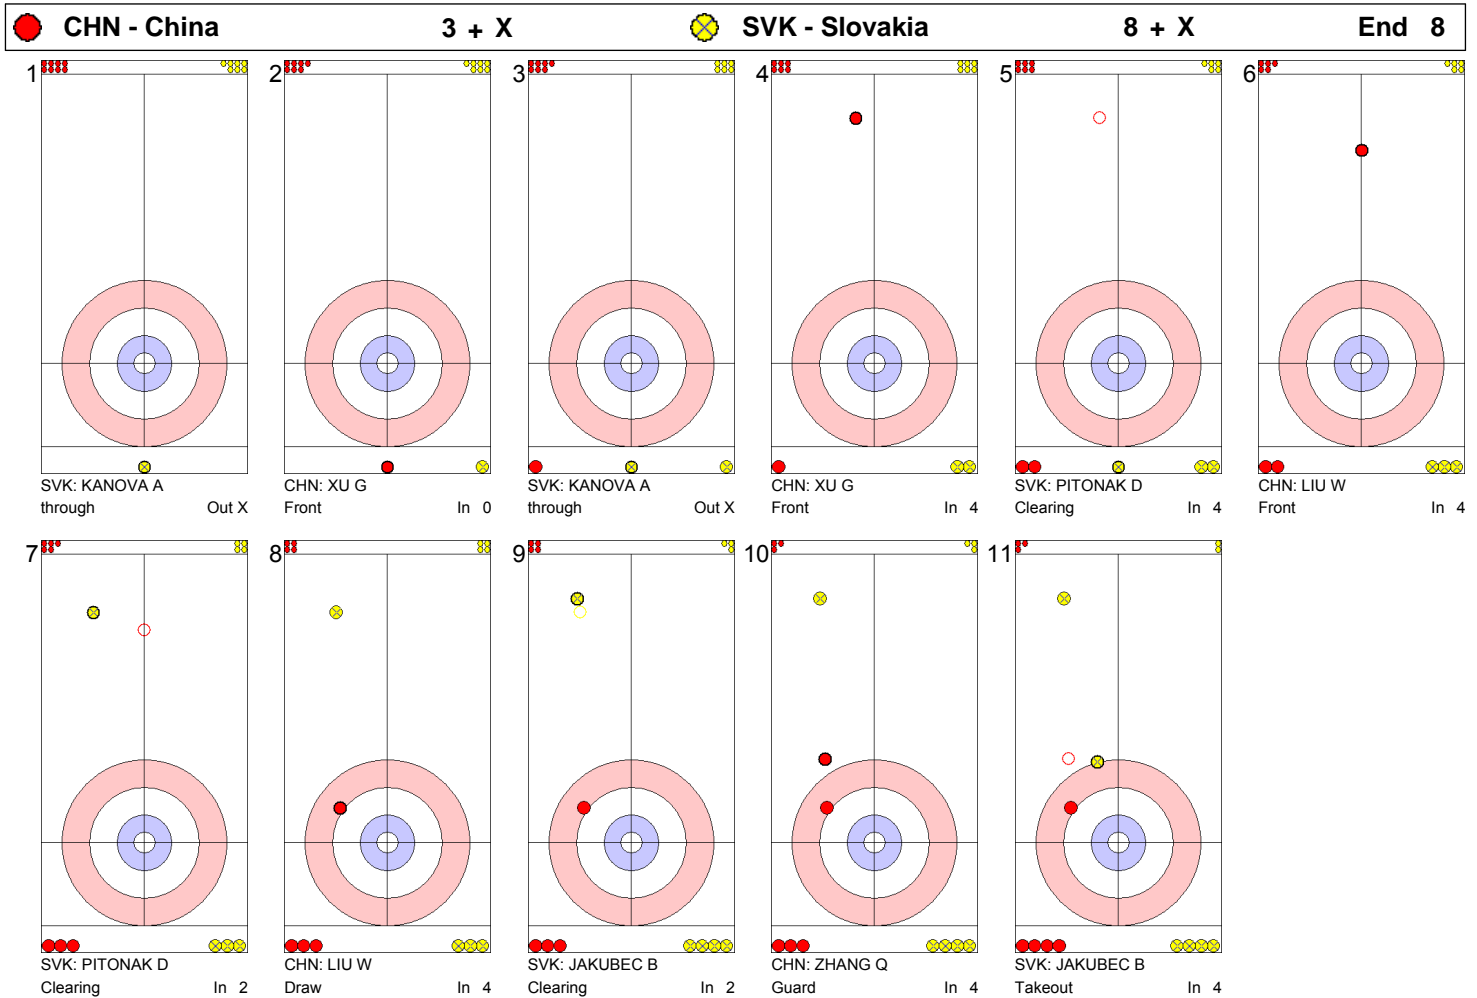 CHN - China 3 + X SVK - Slovakia 8 + X End 8
1 2 3 4 5 6
SVK: KANOVA A CHN: XU G SVK: KANOVA A CHN: XU G SVK: PITONAK D CHN: LIU W
through Out X Front In 0 through Out X Front In 4 Clearing In 4 Front In 4
7 8 9 10 11
SVK: PITONAK D CHN: LIU W SVK: JAKUBEC B CHN: ZHANG Q SVK: JAKUBEC B
Clearing In 2 Draw In 4 Clearing In 2 Guard In 4 Takeout In 4